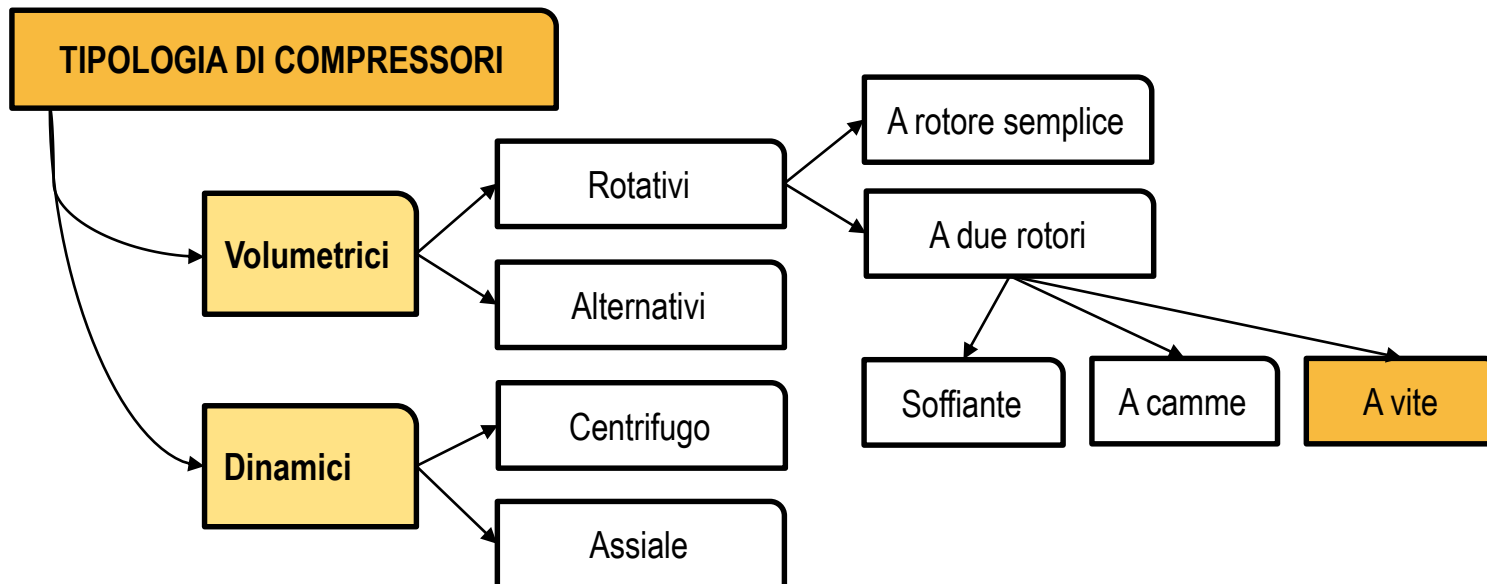 TIPOLOGIA DI COMPRESSORI
A rotore semplice
Rotativi
A due rotori
Volumetrici
Alternativi
Soffiante
A camme
A vite
Centrifugo
Dinamici
Assiale